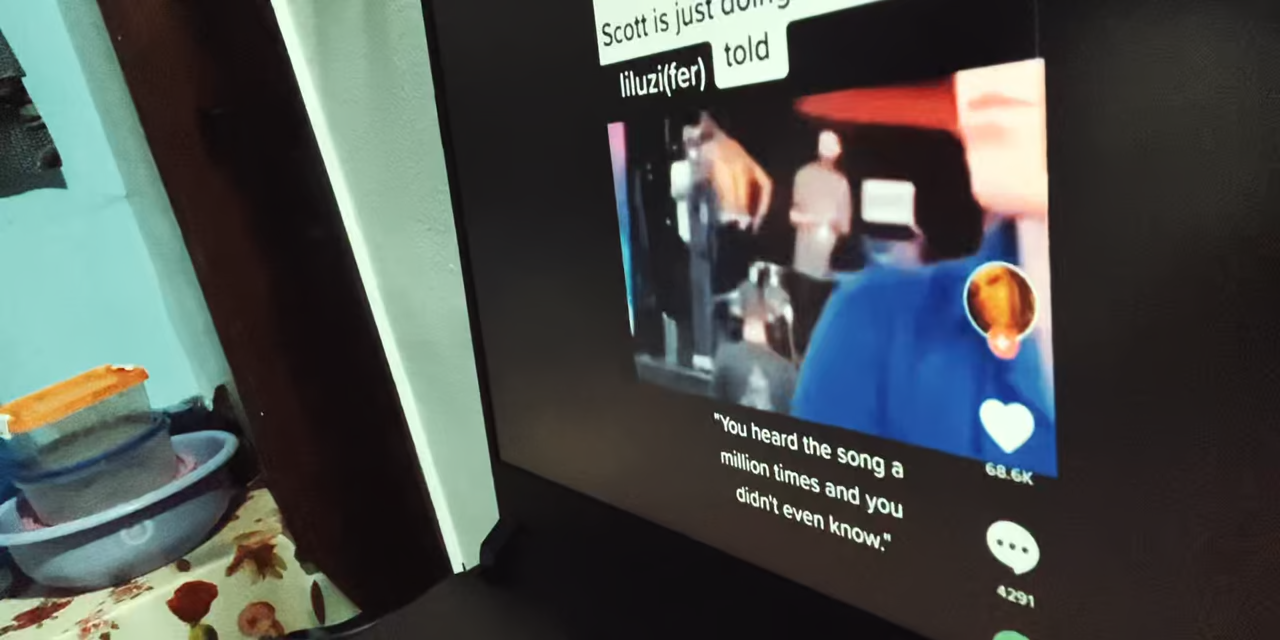 Scott is just doing
told
liluzi(fer)
"You heard the song a
million times and you
didn't even know."
68.6K
4291